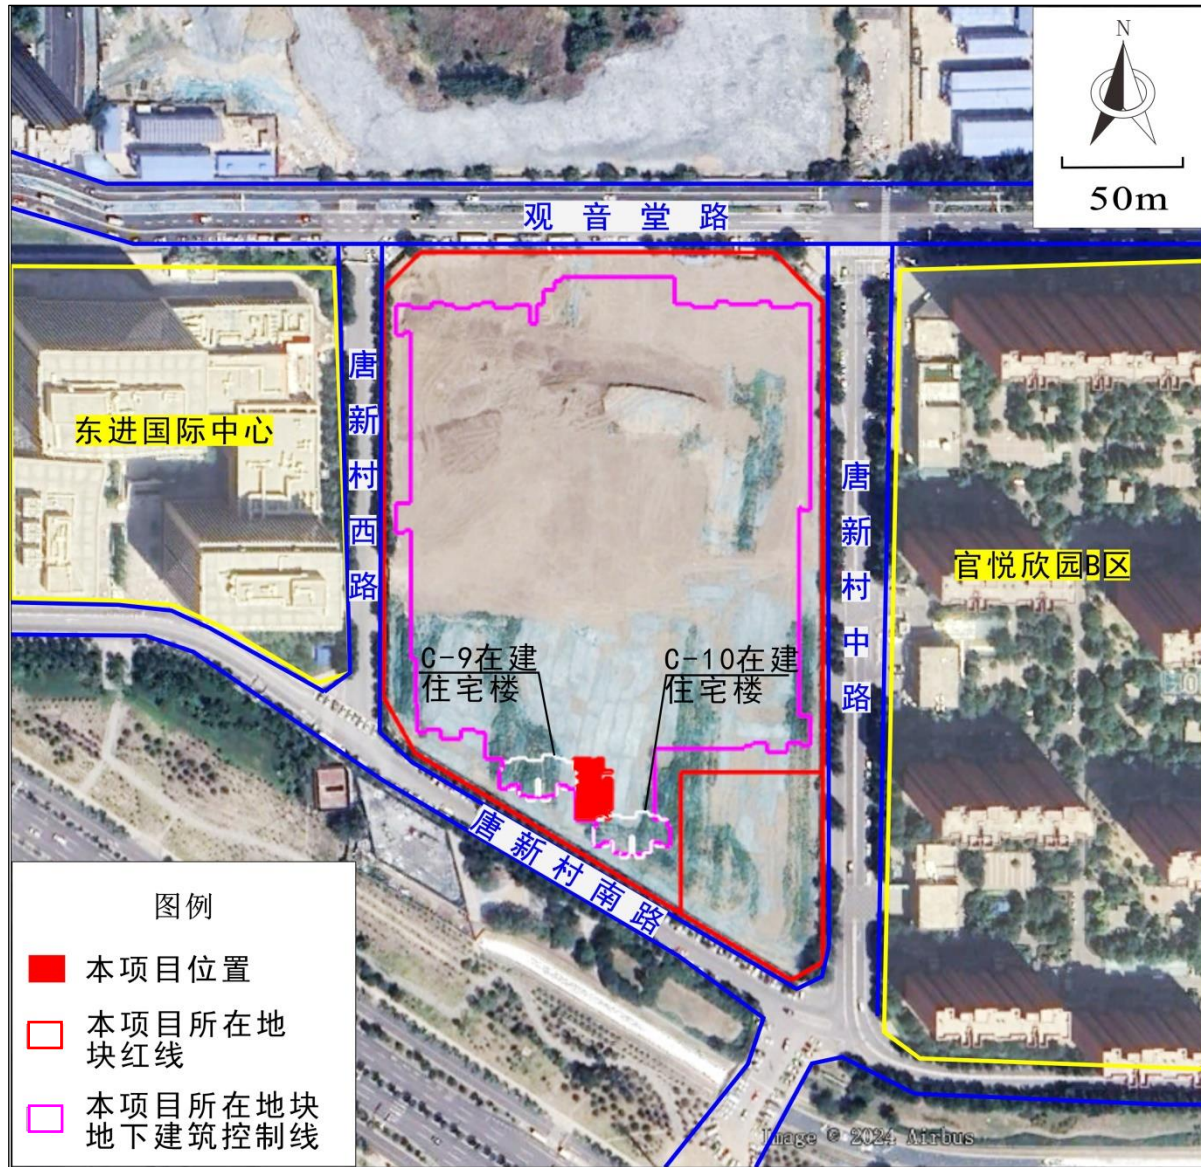 N
50m
观音堂路
唐新村西路
东进国际中心
唐新村中路
官悦欣园B区
C-9在建
住宅楼
C-10在建
住宅楼
唐新村南路
图例
本项目位置
本项目所在地
块红线
本项目所在地块
地下建筑控制线
Image © 2024 Airbus